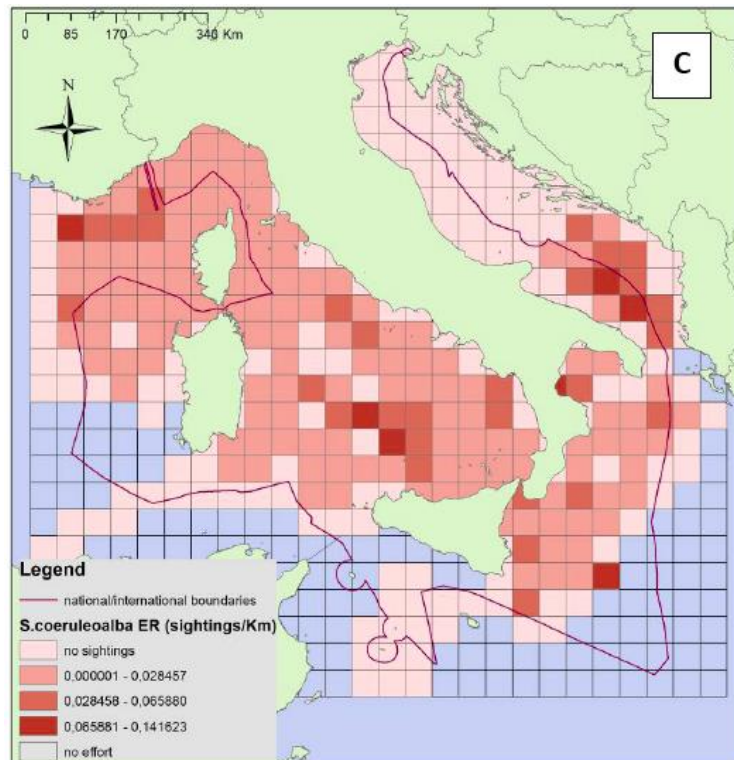 0 85 170 340 Km
C
N
Legend
national/international boundaries
S.coeruleoalba ER (sightings/Km)
no sightings
0,000001 - 0,028457
0,028458 - 0,065880
0,065881 - 0,141623
no effort